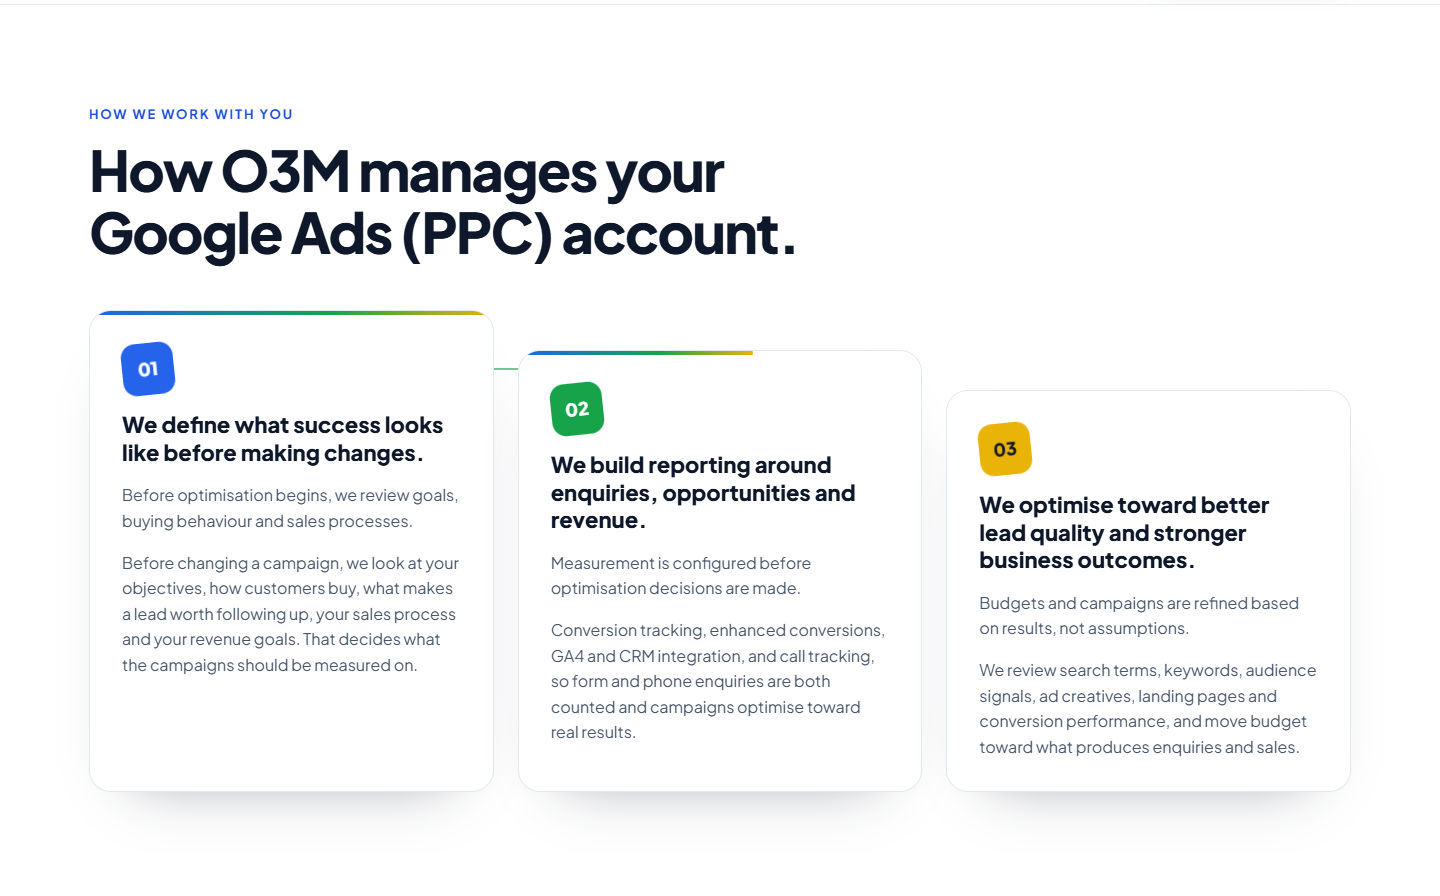 HOW WE WORK WITH YOU
How O3M manages your
Google Ads (PPC) account.
01
We define what success looks
like before making changes.
Before optimisation begins, we review goals,
buying behaviour and sales processes.
Before changing a campaign, we look at your
objectives, how customers buy, what makes
a lead worth following up, your sales process
and your revenue goals. That decides what
the campaigns should be measured on.
02
We build reporting around
enquiries, opportunities and
revenue.
Measurement is configured before
optimisation decisions are made.
Conversion tracking, enhanced conversions,
GA4 and CRM integration, and call tracking,
so form and phone enquiries are both
counted and campaigns optimise toward
real results.
03
We optimise toward better
lead quality and stronger
business outcomes.
Budgets and campaigns are refined based
on results, not assumptions.
We review search terms, keywords, audience
signals, ad creatives, landing pages and
conversion performance, and move budget
toward what produces enquiries and sales.